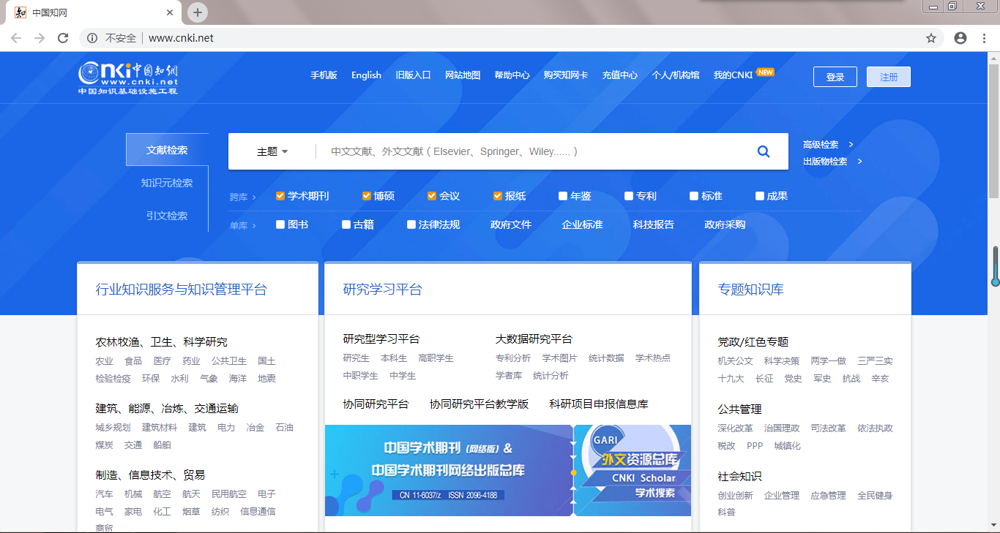 中国知网
不安全 www.cnki.net
Cnki中国知网
www.cnki.net
中国知识基础设施工程
手机版 English 旧版入口 网站地图 帮助中心 购买知网卡 充值中心 个人/机构馆 我的CNKI NEW
登录 注册
文献检索
知识元检索
引文检索
主题 中文文献、外文文献（Elsevier、Springer、Wiley......）
高级检索 >
出版物检索 >
跨库 > 学术期刊 博硕 会议 报纸 年鉴 专利 标准 成果
单库 > 图书 古籍 法律法规 政府文件 企业标准 科技报告 政府采购
行业知识服务与知识管理平台
农林牧渔、卫生、科学研究
农业 食品 医疗 药业 公共卫生 国土
检验检疫 环保 水利 气象 海洋 地震
建筑、能源、冶炼、交通运输
城乡规划 建筑材料 建筑 电力 冶金 石油
煤炭 交通 船舶
制造、信息技术、贸易
汽车 机械 航空 航天 民用航空 电子
电气 家电 化工 烟草 纺织 信息通信
商贸
研究学习平台
研究型学习平台
研究生 本科生 高职学生
中职学生 中学生
大数据研究平台
专利分析 学术图片 统计数据 学术热点
学者库 统计分析
协同研究平台 协同研究平台教学版 科研项目申报信息库
中国学术期刊（网络版）&
中国学术期刊网络出版总库
CN 11-6037/z ISSN 2096-4188
GARI
外文资源总库
CNKI Scholar
学术搜索
专题知识库
党政/红色专题
机关公文 科学决策 两学一做 三严三实
十九大 长征 党史 军史 抗战 辛亥
公共管理
深化改革 治国理政 司法改革 依法执政
税改 PPP 城镇化
社会知识
创业创新 企业管理 应急管理 全民健身
科普